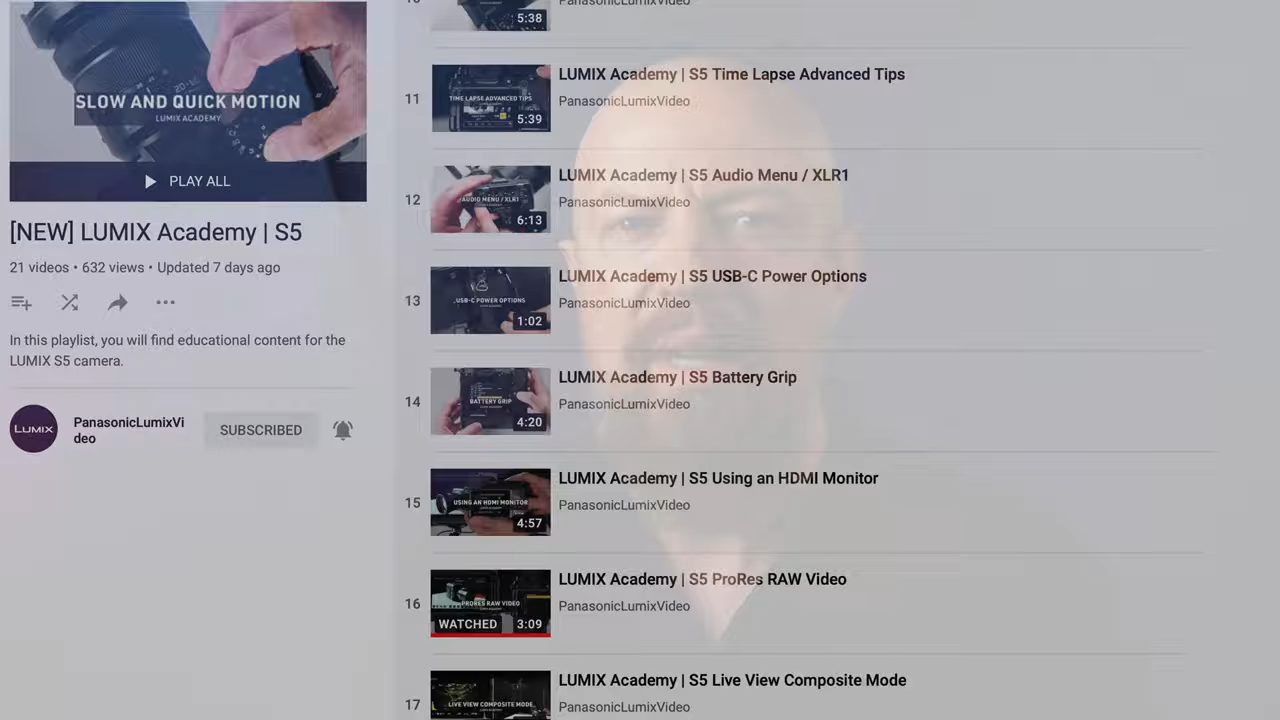 SLOW AND QUICK MOTION
LUMIX ACADEMY
PLAY ALL
[NEW] LUMIX Academy | S5
21 videos • 632 views • Updated 7 days ago
In this playlist, you will find educational content for the
LUMIX S5 camera.
LUMIX
PanasonicLumixVi
deo
SUBSCRIBED
5:38
PanasonicLumixVideo
11
TIME LAPSE ADVANCED TIPS
5:39
LUMIX Academy | S5 Time Lapse Advanced Tips
PanasonicLumixVideo
12
AUDIO MENU / XLR1
6:13
LUMIX Academy | S5 Audio Menu / XLR1
PanasonicLumixVideo
13
USB-C POWER OPTIONS
1:02
LUMIX Academy | S5 USB-C Power Options
PanasonicLumixVideo
14
BATTERY GRIP
4:20
LUMIX Academy | S5 Battery Grip
PanasonicLumixVideo
15
USING AN HDMI MONITOR
4:57
LUMIX Academy | S5 Using an HDMI Monitor
PanasonicLumixVideo
16
PRORES RAW VIDEO
WATCHED
3:09
LUMIX Academy | S5 ProRes RAW Video
PanasonicLumixVideo
17
LIVE VIEW COMPOSITE MODE
LUMIX Academy | S5 Live View Composite Mode
PanasonicLumixVideo